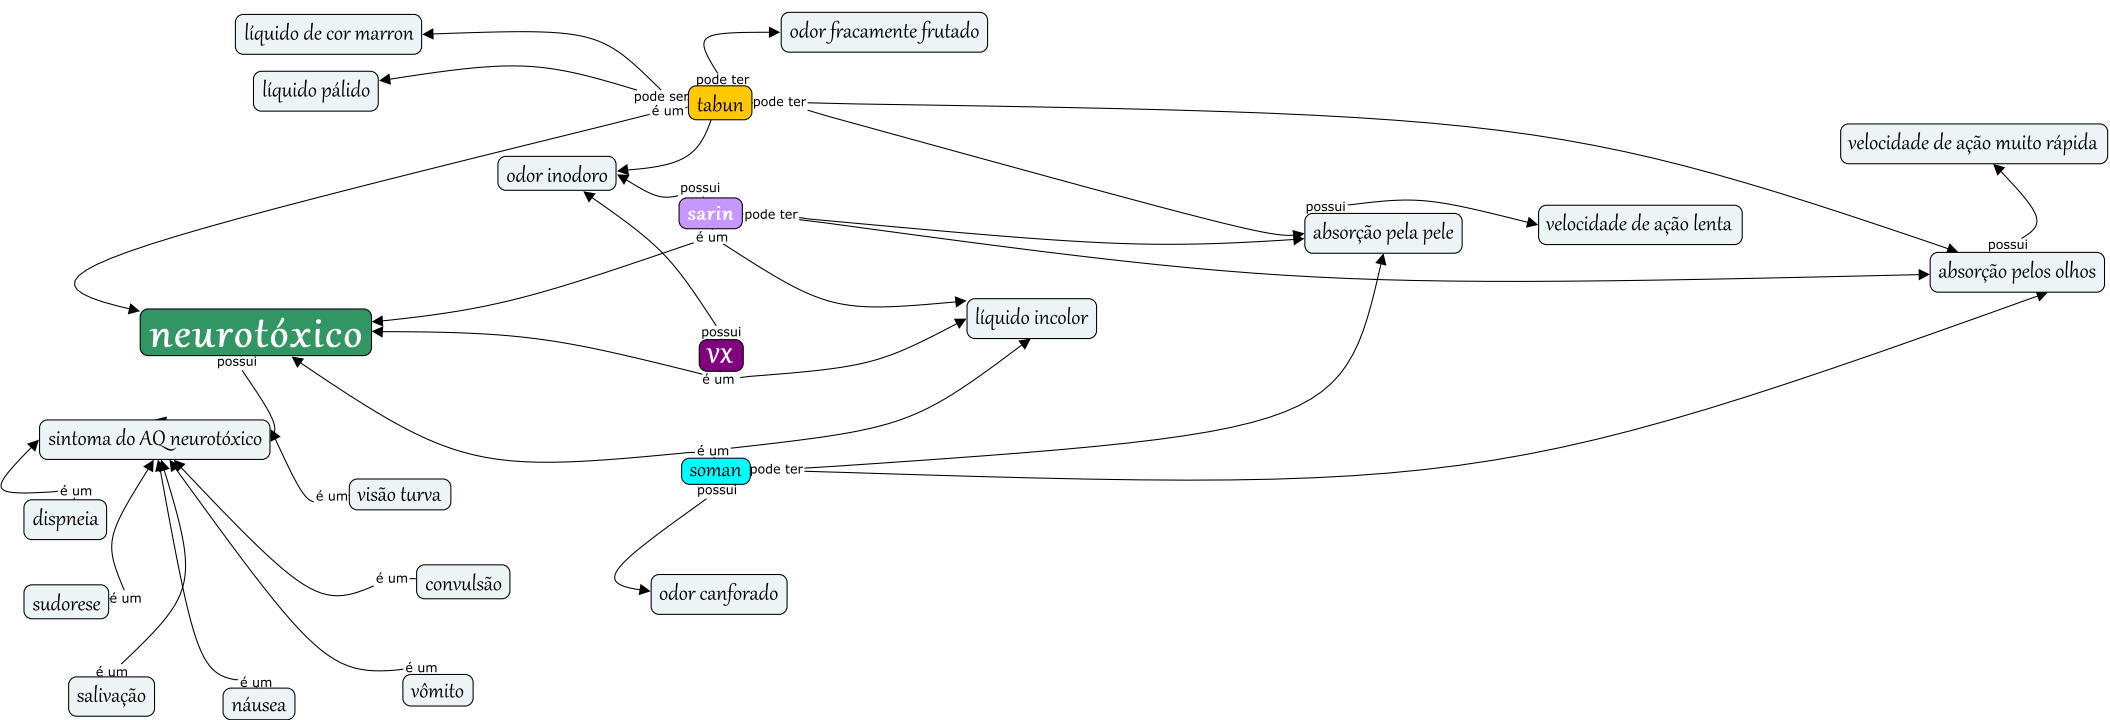 líquido de cor marron
odor fracamente frutado
líquido pálido
pode ter
pode ser
tabun
pode ter
é um
velocidade de ação muito rápida
odor inodoro
possui
sarin
pode ter
possui
absorção pela pele
velocidade de ação lenta
é um
possui
absorção pelos olhos
líquido incolor
neurotóxico
possui
VX
possui
é um
sintoma do AQ neurotóxico
é um
soman
pode ter
possui
é um
visão turva
é um
dispneia
é um
convulsão
odor canforado
sudorese
é um
é um
salivação
é um
náusea
é um
vômito